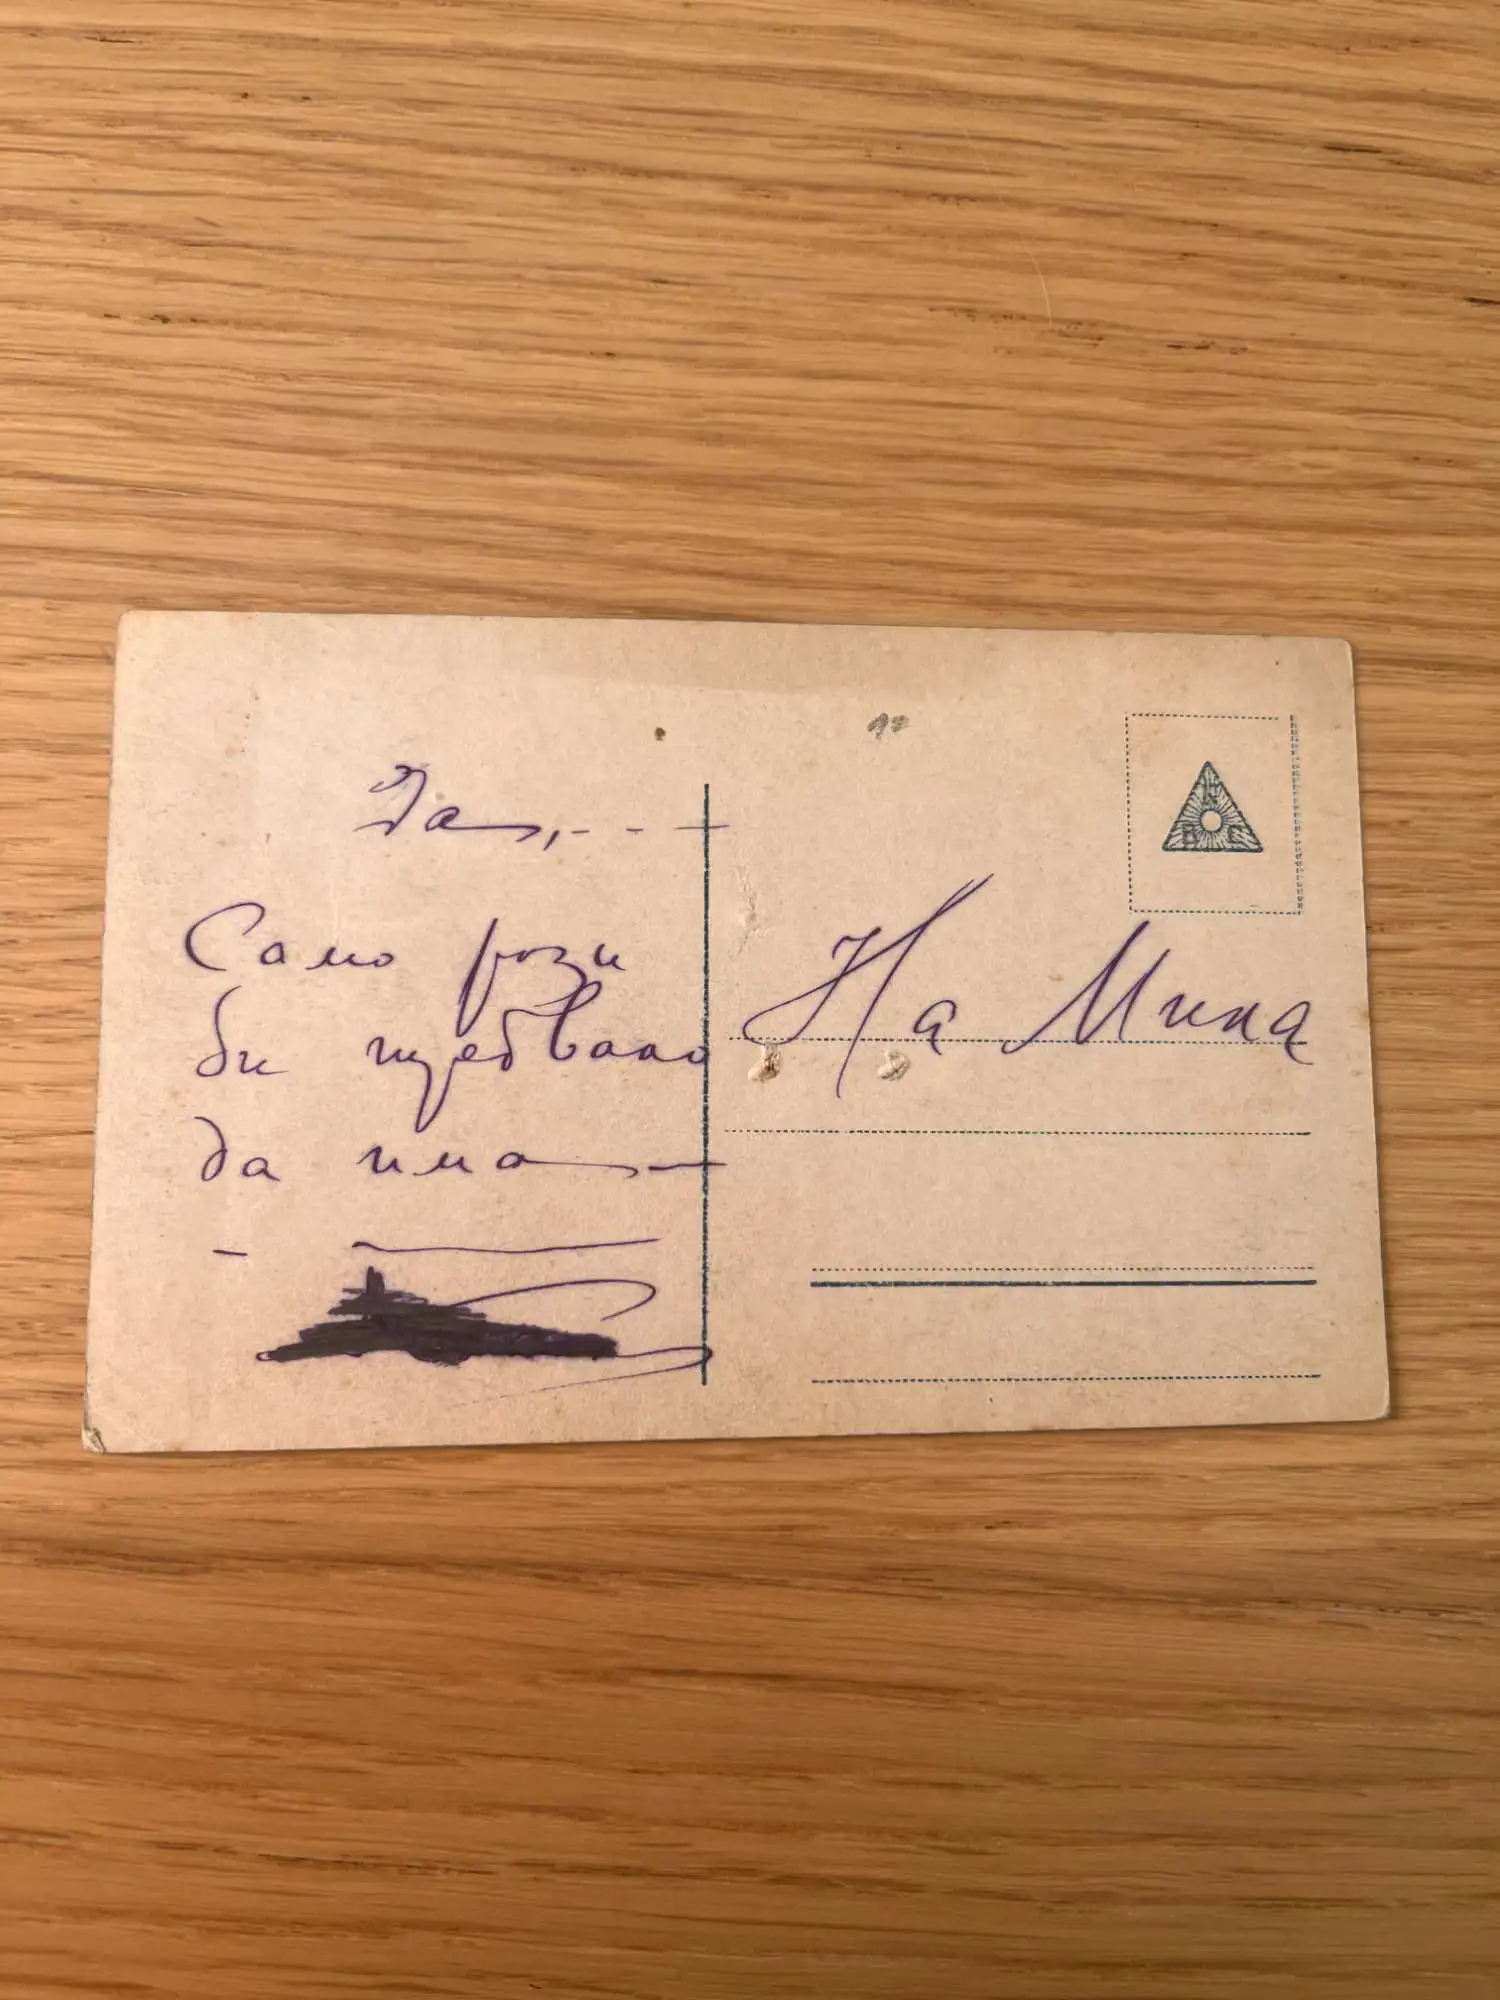 Да, - - -
Само рози
би трѣбвало
да има -
-
На Мина